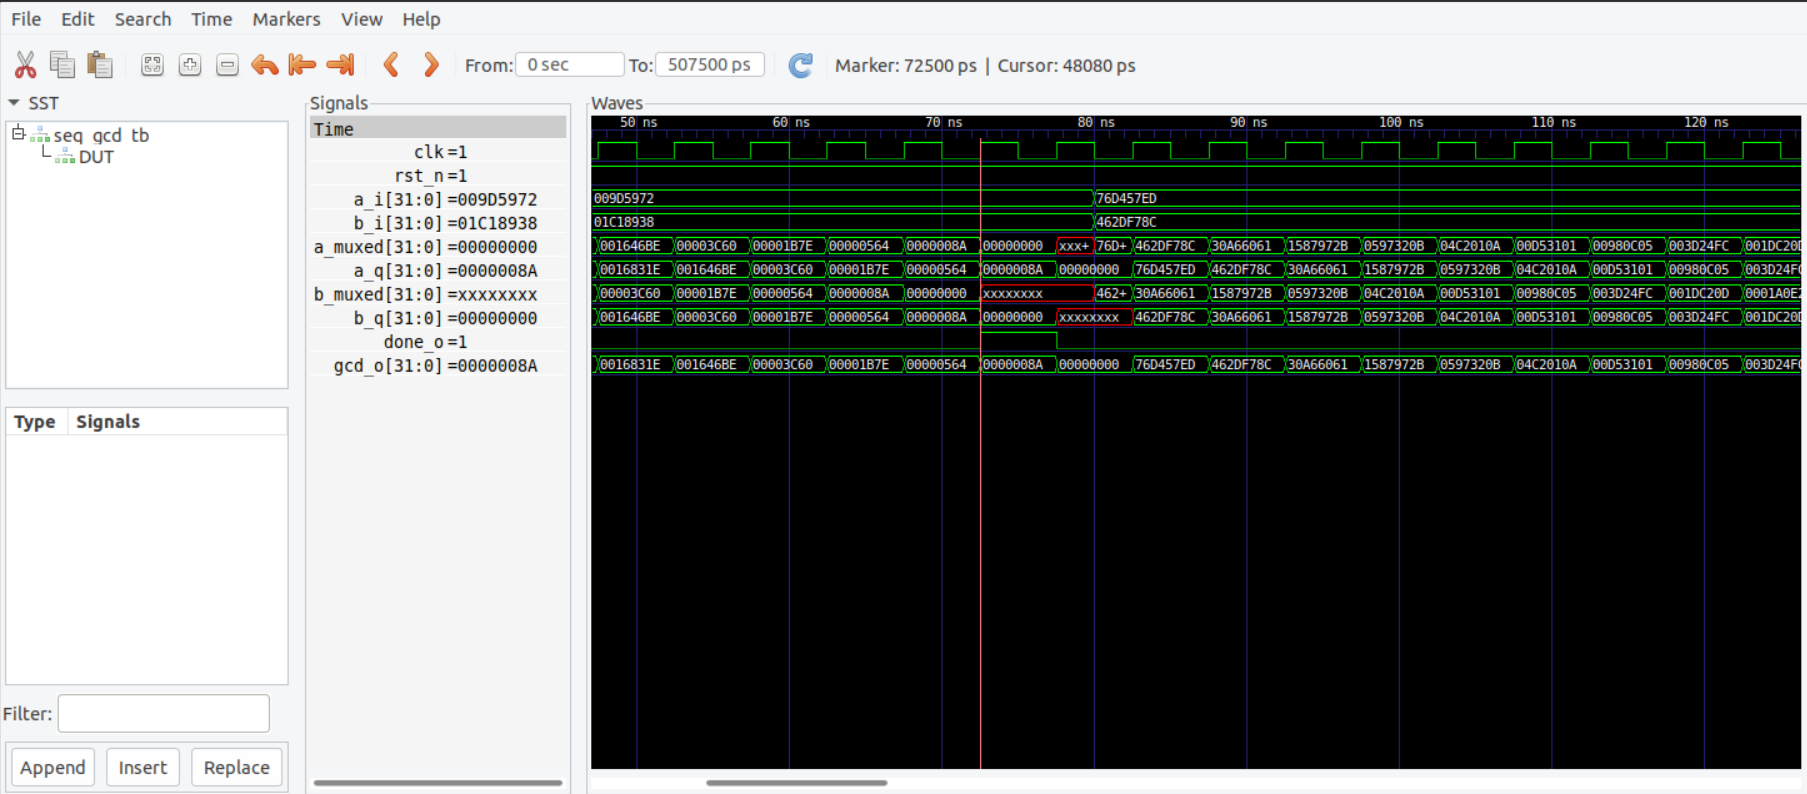 File Edit Search Time Markers View Help
From: 0 sec To: 507500 ps Marker: 72500 ps | Cursor: 48080 ps
SST
seq_gcd_tb
DUT
Type Signals
Filter:
Append Insert Replace
Signals
Time
clk=1
rst_n=1
a_i[31:0]=009D5972
b_i[31:0]=01C18938
a_muxed[31:0]=00000000
a_q[31:0]=0000008A
b_muxed[31:0]=xxxxxxxx
b_q[31:0]=00000000
done_o=1
gcd_o[31:0]=0000008A
Waves
50 ns 60 ns 70 ns 80 ns 90 ns 100 ns 110 ns 120 ns
009D5972 76D457ED
01C18938 462DF78C
001646BE 00003C60 00001B7E 00000564 0000008A 00000000 xxx+ 76D+ 462DF78C 30A66061 1587972B 0597320B 04C2010A 00D53101 00980C05 003D24FC 001DC20D
0016831E 001646BE 00003C60 00001B7E 00000564 0000008A 00000000 76D457ED 462DF78C 30A66061 1587972B 0597320B 04C2010A 00D53101 00980C05 003D24FC
00003C60 00001B7E 00000564 0000008A 00000000 xxxxxxxx 462+ 30A66061 1587972B 0597320B 04C2010A 00D53101 00980C05 003D24FC 001DC20D 0001A0E2
001646BE 00003C60 00001B7E 00000564 0000008A 00000000 xxxxxxxx 462DF78C 30A66061 1587972B 0597320B 04C2010A 00D53101 00980C05 003D24FC 001DC20D
0016831E 001646BE 00003C60 00001B7E 00000564 0000008A 00000000 76D457ED 462DF78C 30A66061 1587972B 0597320B 04C2010A 00D53101 00980C05 003D24FC